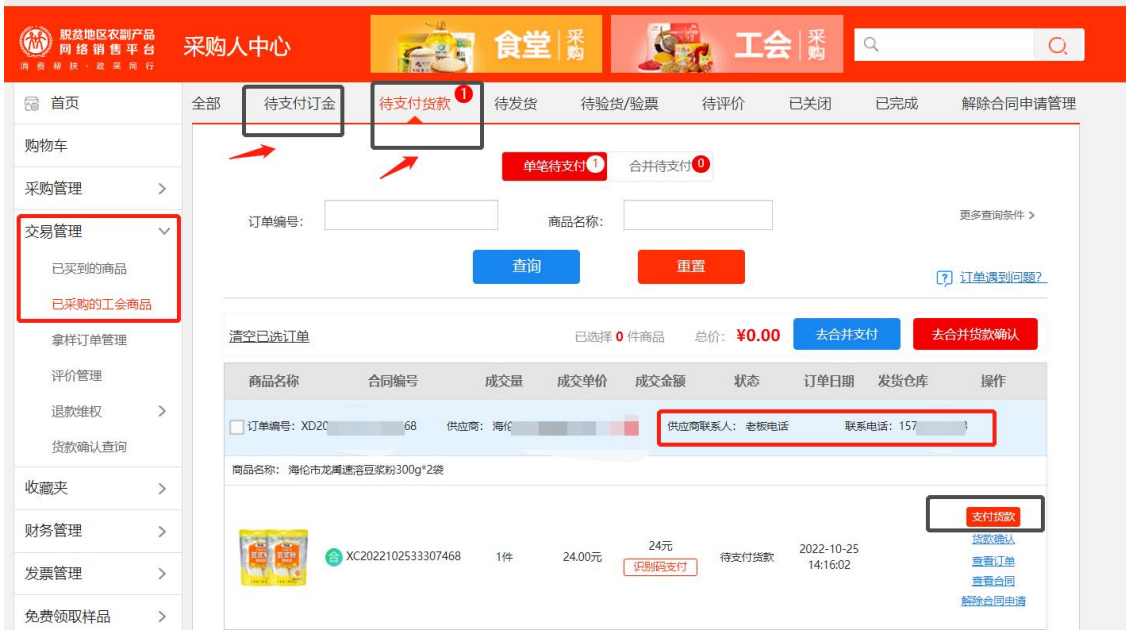 脱贫地区农副产品
网络销售平台
消费帮扶·政采同行
采购人中心
食堂 采购
工会 采购
首页
购物车
采购管理
交易管理
已买到的商品
已采购的工会商品
拿样订单管理
评价管理
退款维权
货款确认查询
收藏夹
财务管理
发票管理
免费领取样品
全部 待支付订金 待支付货款 1 待发货 待验货/验票 待评价 已关闭 已完成 解除合同申请管理
单笔待支付 1 合并待支付 0
订单编号: 商品名称: 更多查询条件
查询 重置
? 订单遇到问题?
清空已选订单 已选择 0 件商品 总价: ¥0.00 去合并支付 去合并货款确认
商品名称 合同编号 成交量 成交单价 成交金额 状态 订单日期 发货仓库 操作
订单编号: XD20 68 供应商: 海伦 供应商联系人: 老板电话 联系电话: 157
商品名称: 海伦市龙禹速溶豆浆粉300g*2袋
合 XC2022102533307468 1件 24.00元 24元 待支付货款 2022-10-25
识别码支付 14:16:02
支付货款
货款确认
查看订单
查看合同
解除合同申请